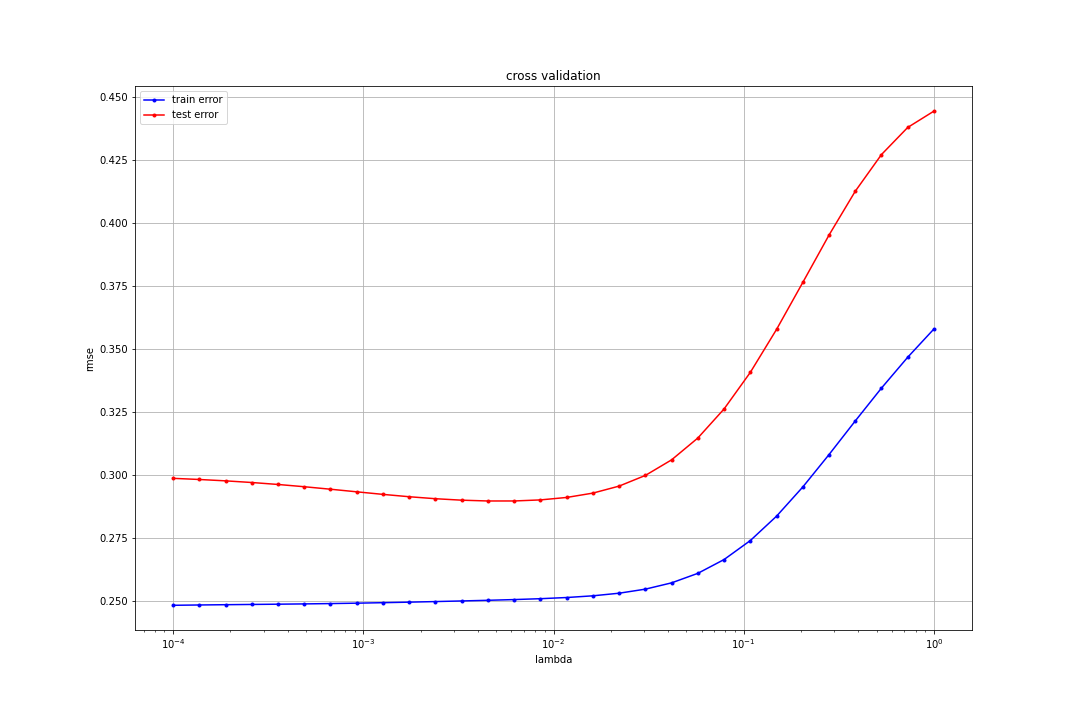 cross validation
train error
test error
0.450
0.425
0.400
0.375
0.350
0.325
0.300
0.275
0.250
rmse
10⁻⁴ 10⁻³ 10⁻² 10⁻¹ 10⁰
lambda